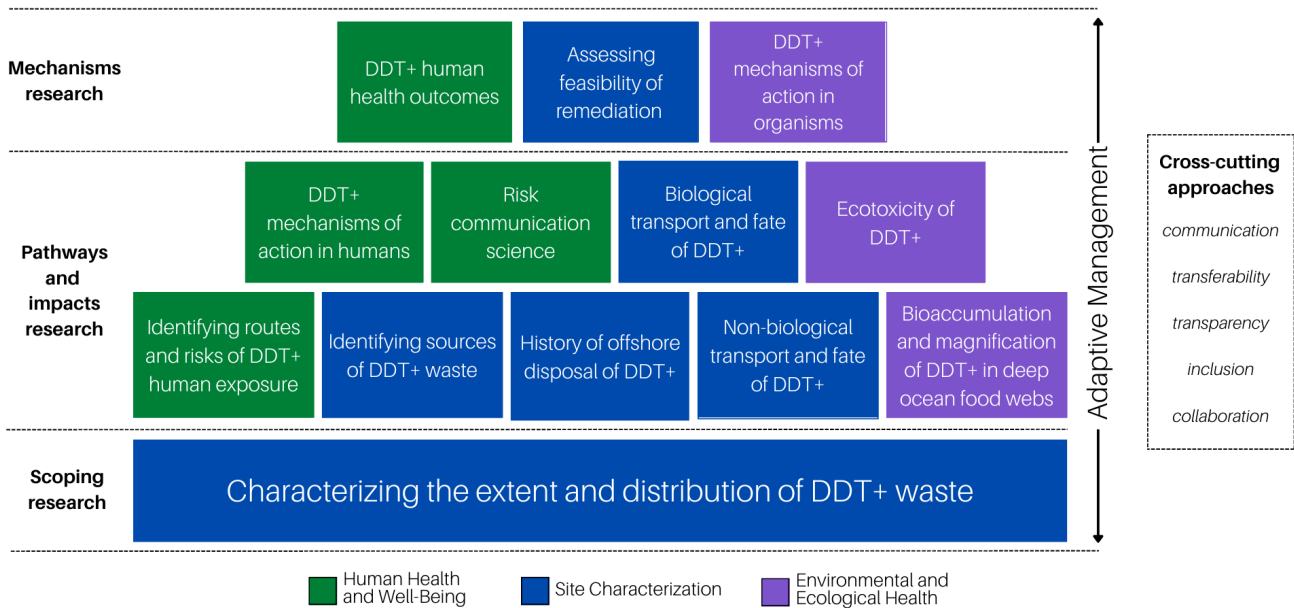 Mechanisms
research
DDT+ human
health outcomes
Assessing
feasibility of
remediation
DDT+
mechanisms of
action in
organisms
Pathways
and
impacts
research
DDT+
mechanisms of
action in humans
Risk
communication
science
Biological
transport and fate
of DDT+
Ecotoxicity of
DDT+
Identifying routes
and risks of DDT+
human exposure
Identifying sources
of DDT+ waste
History of offshore
disposal of DDT+
Non-biological
transport and fate
of DDT+
Bioaccumulation
and magnification
of DDT+ in deep
ocean food webs
Scoping
research
Characterizing the extent and distribution of DDT+ waste
Adaptive Management
Cross-cutting
approaches
communication
transferability
transparency
inclusion
collaboration
Human Health
and Well-Being
Site Characterization
Environmental and
Ecological Health